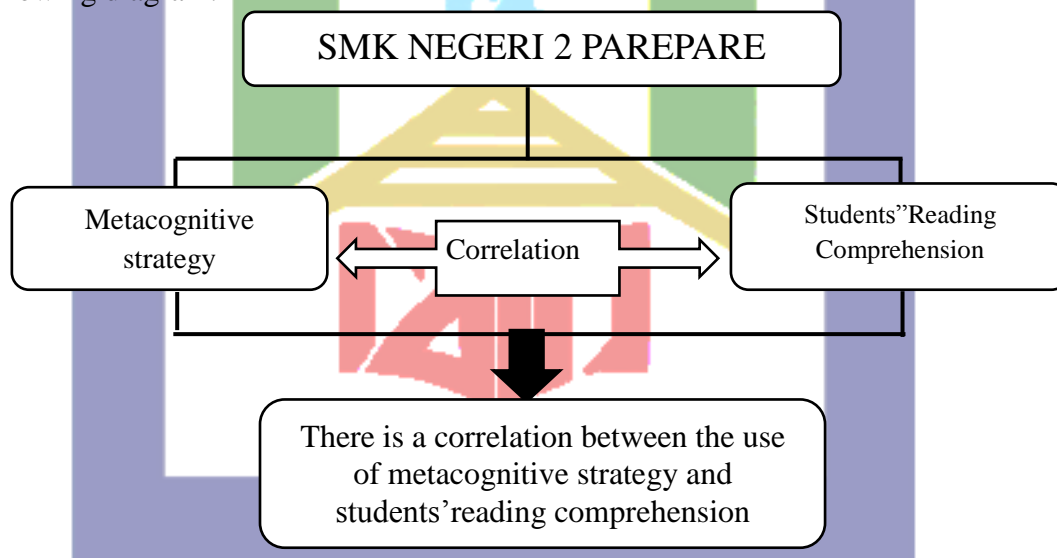 SMK NEGERI 2 PAREPARE
Metacognitive
strategy
Correlation
Students”Reading
Comprehension
There is a correlation between the use
of metacognitive strategy and
students’reading comprehension